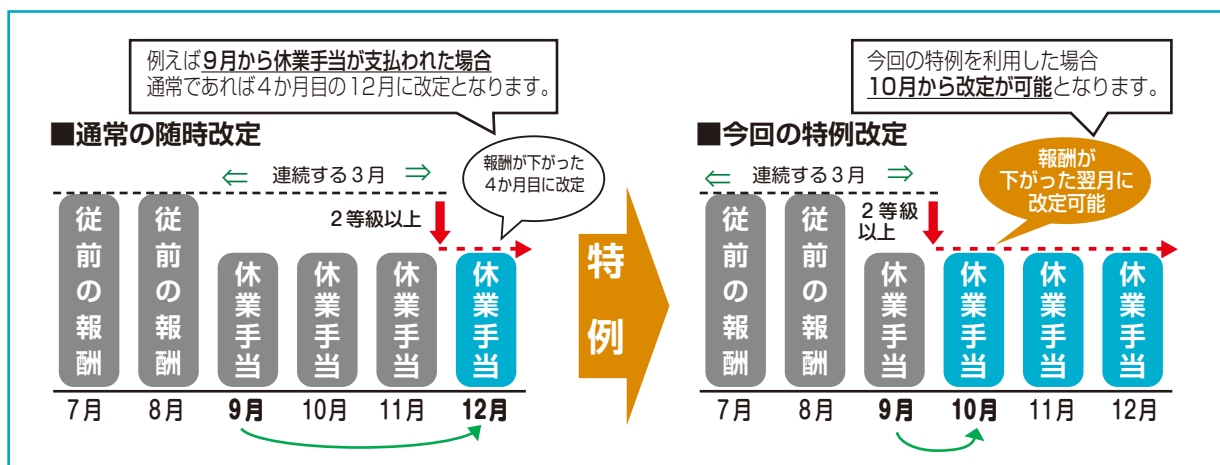 例えば9月から休業手当が支払われた場合
通常であれば4か月目の12月に改定となります。
■通常の随時改定
⇐ 連続する3月 ⇒
報酬が下がった
4か月目に改定
2等級以上
従前の報酬
従前の報酬
休業手当
休業手当
休業手当
休業手当
7月 8月 9月 10月 11月 12月
特例
今回の特例を利用した場合
10月から改定が可能となります。
■今回の特例改定
⇐ 連続する3月 ⇒
報酬が
下がった翌月に
改定可能
2等級
以上
従前の報酬
従前の報酬
休業手当
休業手当
休業手当
休業手当
7月 8月 9月 10月 11月 12月